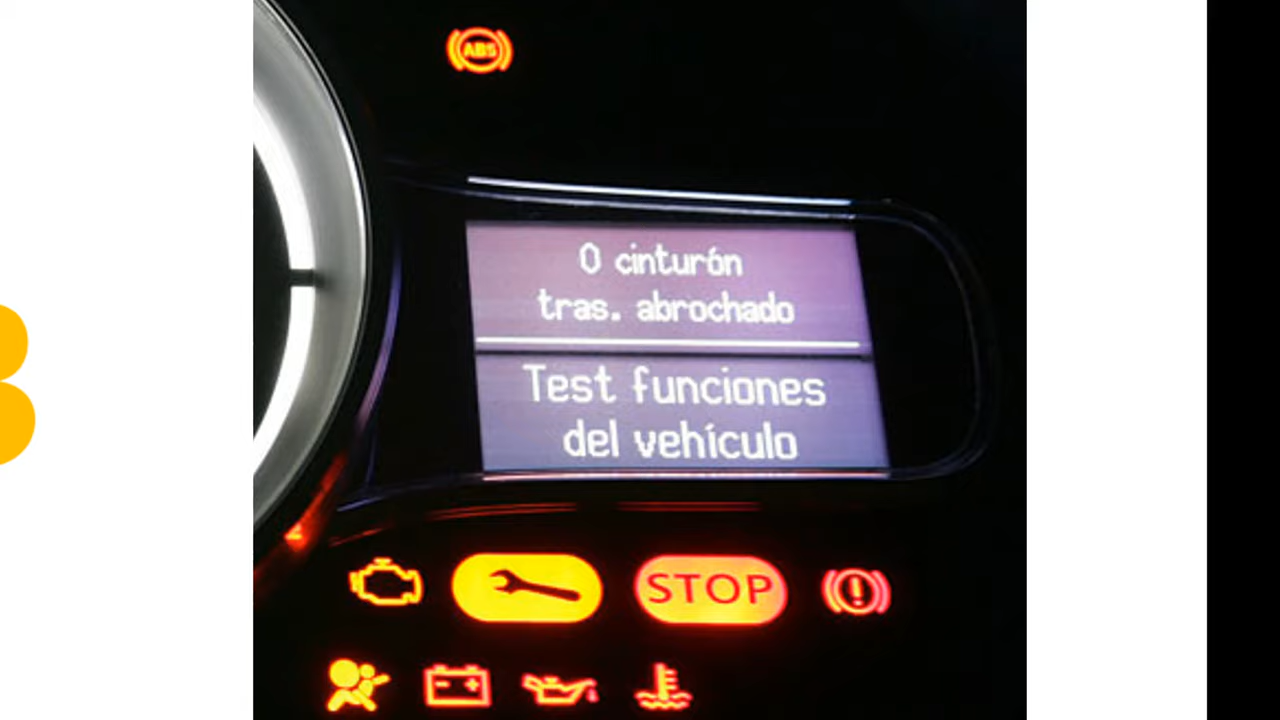 ABS
0 cinturón
tras. abrochado
Test funciones
del vehículo
STOP